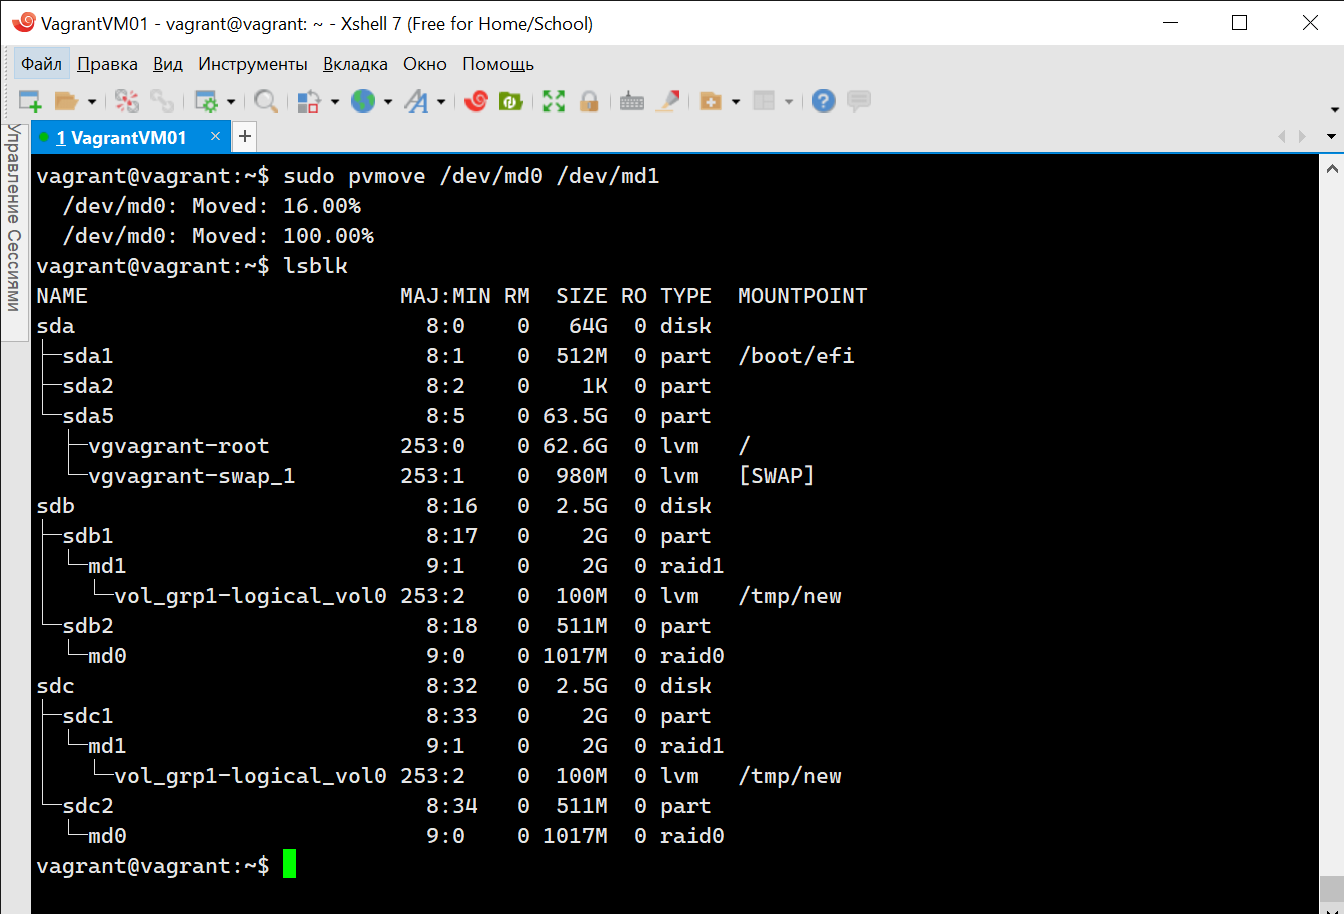 VagrantVM01 - vagrant@vagrant: ~ - Xshell 7 (Free for Home/School)
Файл Правка Вид Инструменты Вкладка Окно Помощь
1 VagrantVM01 × +
Управление Сессиями
vagrant@vagrant:~$ sudo pvmove /dev/md0 /dev/md1
  /dev/md0: Moved: 16.00%
  /dev/md0: Moved: 100.00%
vagrant@vagrant:~$ lsblk
NAME                        MAJ:MIN RM  SIZE RO TYPE  MOUNTPOINT
sda                           8:0    0   64G  0 disk
├─sda1                        8:1    0  512M  0 part  /boot/efi
├─sda2                        8:2    0    1K  0 part
└─sda5                        8:5    0 63.5G  0 part
  ├─vgvagrant-root          253:0    0 62.6G  0 lvm   /
  └─vgvagrant-swap_1        253:1    0  980M  0 lvm   [SWAP]
sdb                           8:16   0  2.5G  0 disk
├─sdb1                        8:17   0    2G  0 part
│ └─md1                       9:1    0    2G  0 raid1
│   └─vol_grp1-logical_vol0 253:2    0  100M  0 lvm   /tmp/new
└─sdb2                        8:18   0  511M  0 part
  └─md0                       9:0    0 1017M  0 raid0
sdc                           8:32   0  2.5G  0 disk
├─sdc1                        8:33   0    2G  0 part
│ └─md1                       9:1    0    2G  0 raid1
│   └─vol_grp1-logical_vol0 253:2    0  100M  0 lvm   /tmp/new
└─sdc2                        8:34   0  511M  0 part
  └─md0                       9:0    0 1017M  0 raid0
vagrant@vagrant:~$